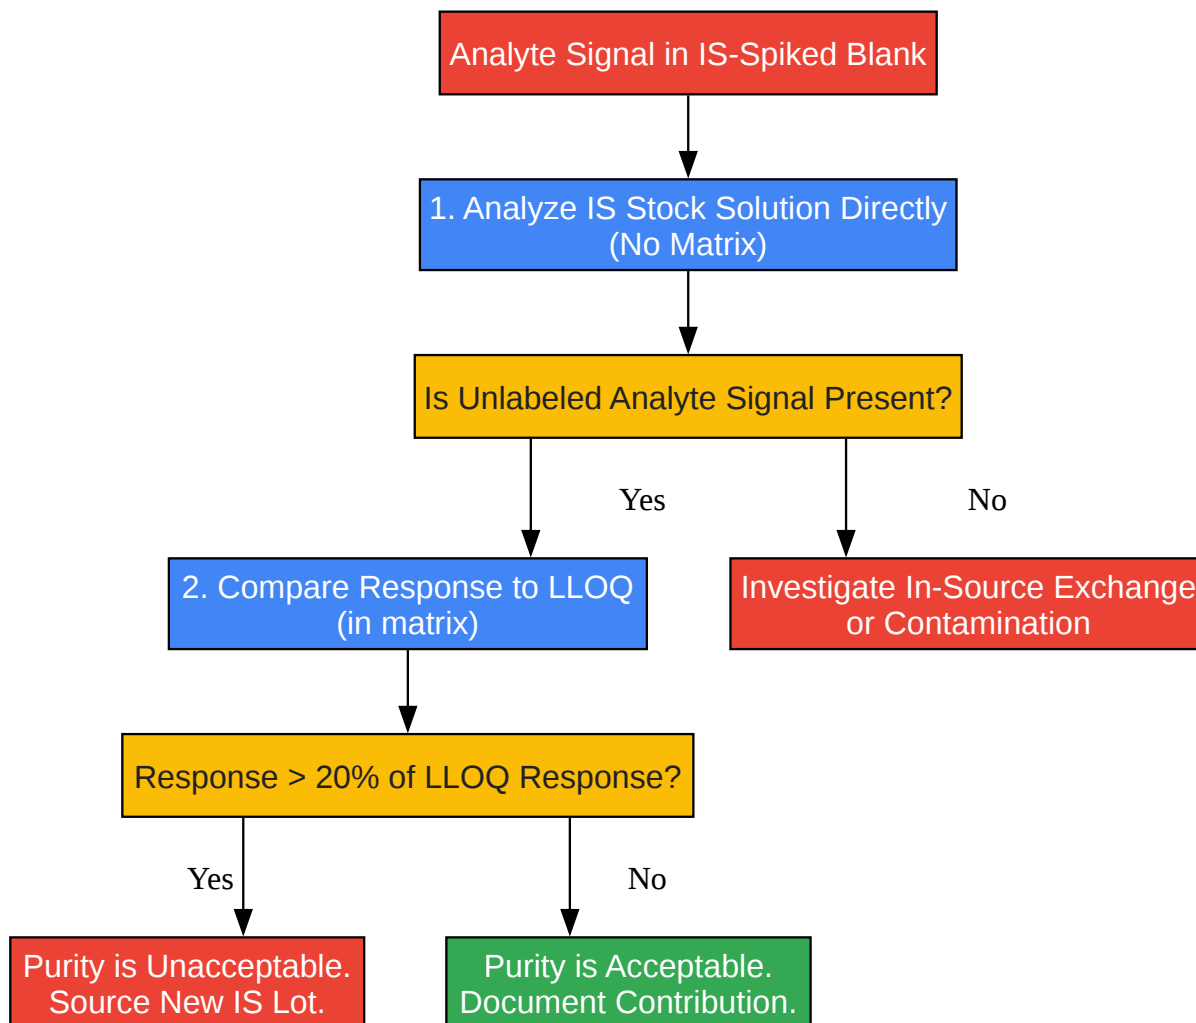 Analyte Signal in IS-Spiked Blank
1. Analyze IS Stock Solution Directly
(No Matrix)
Is Unlabeled Analyte Signal Present?
Yes
No
2. Compare Response to LLOQ
(in matrix)
Investigate In-Source Exchange
or Contamination
Response > 20% of LLOQ Response?
Yes
No
Purity is Unacceptable.
Source New IS Lot.
Purity is Acceptable.
Document Contribution.